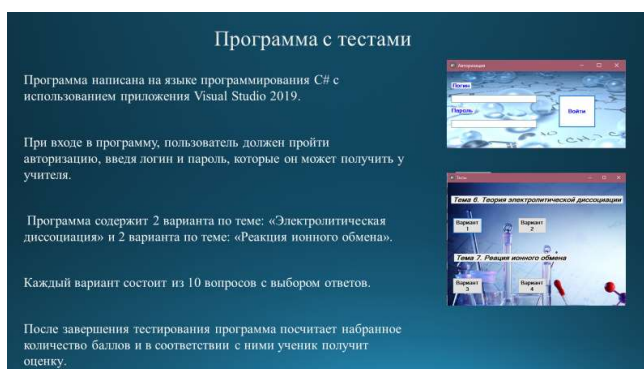 Программа с тестами
Программа написана на языке программирования C# с
использованием приложения Visual Studio 2019.
При входе в программу, пользователь должен пройти
авторизацию, введя логин и пароль, которые он может получить у
учителя.
Программа содержит 2 варианта по теме: «Электролитическая
диссоциация» и 2 варианта по теме: «Реакция ионного обмена».
Каждый вариант состоит из 10 вопросов с выбором ответов.
После завершения тестирования программа посчитает набранное
количество баллов и в соответствии с ними ученик получит
оценку.
Авторизация
Логин
Пароль
Войти
Тема 6. Теория электролитической диссоциации
Вариант
1
Вариант
2
Тема 7. Реация ионного обмена
Вариант
3
Вариант
4